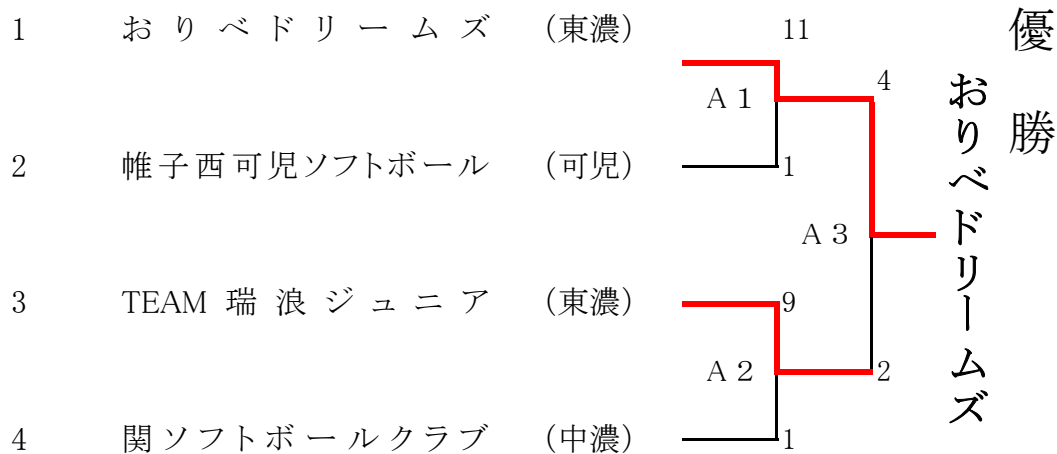 1 おりべドリームズ (東濃) 11
A1
4
2 帷子西可児ソフトボール (可児) 1
A3
3 TEAM 瑞浪ジュニア (東濃) 9
A2
2
4 関ソフトボールクラブ (中濃) 1
優勝
おりべドリームズ